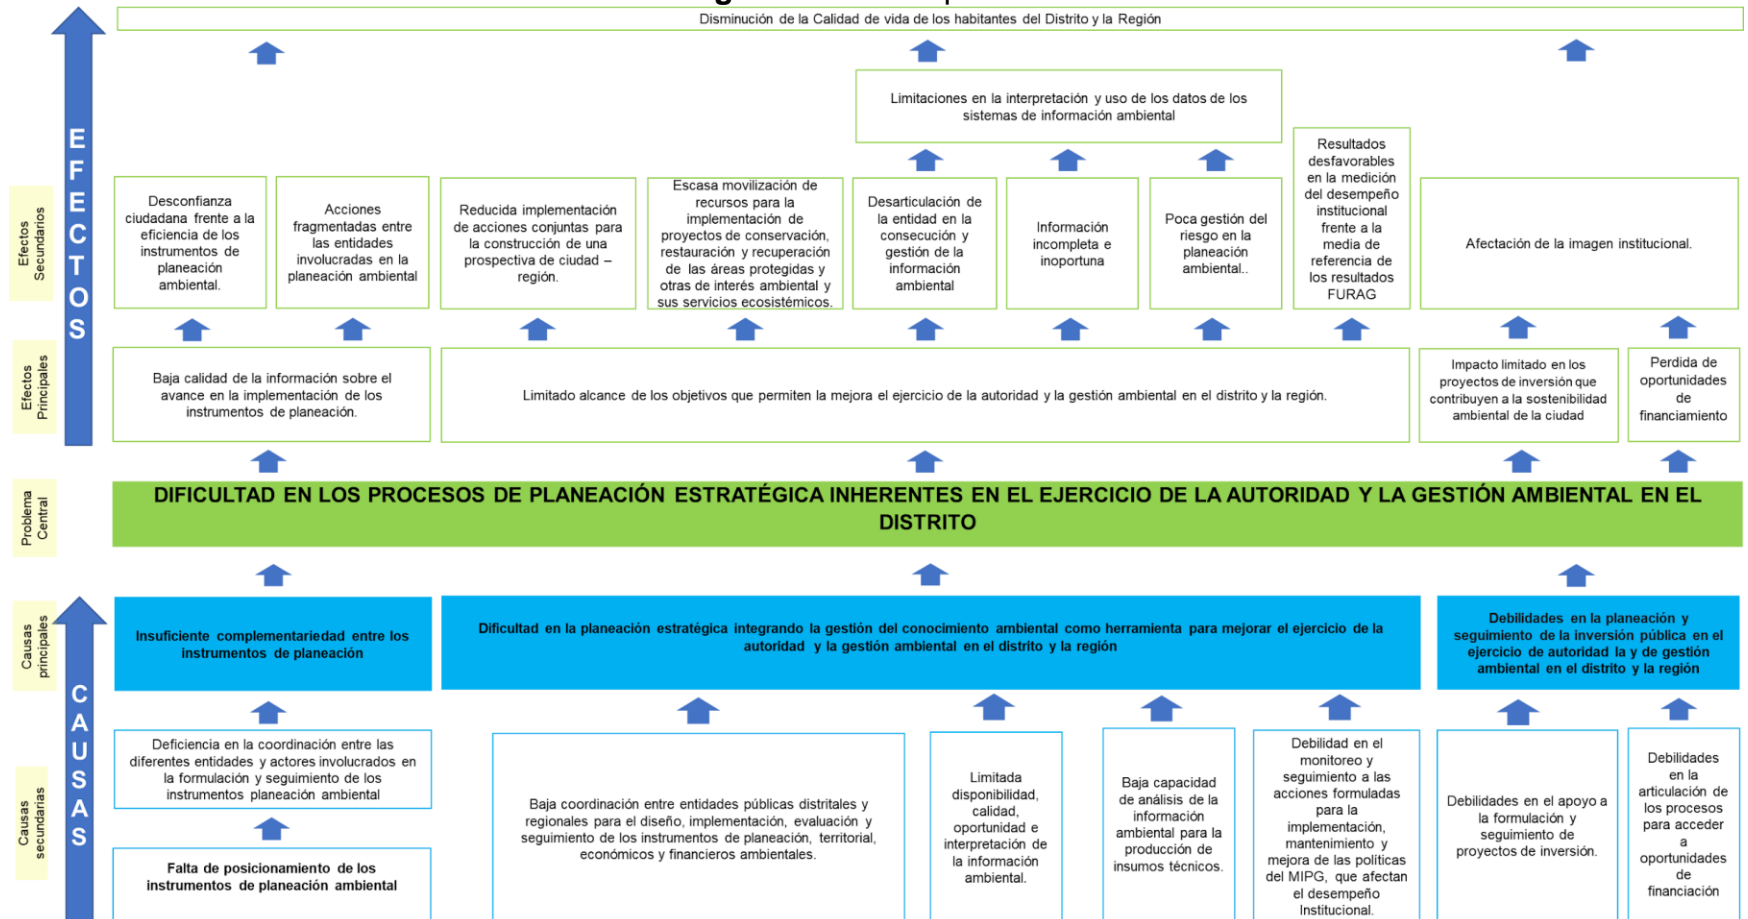 Disminución de la Calidad de vida de los habitantes del Distrito y la Región
EFECTOS
Limitaciones en la interpretación y uso de los datos de los
sistemas de información ambiental
Efectos
Secundarios
Desconfianza
ciudadana frente a la
eficiencia de los
instrumentos de
planeación
ambiental.
Acciones
fragmentadas entre
las entidades
involucradas en la
planeación ambiental
Reducida implementación
de acciones conjuntas para
la construcción de una
prospectiva de ciudad –
región.
Escasa movilización de
recursos para la
implementación de
proyectos de conservación,
restauración y recuperación
de las áreas protegidas y
otras de interés ambiental y
sus servicios ecosistémicos.
Desarticulación de
la entidad en la
consecución y
gestión de la
información
ambiental
Información
incompleta e
inoportuna
Poca gestión del
riesgo en la
planeación
ambiental..
Resultados
desfavorables
en la medición
del desempeño
institucional
frente a la
media de
referencia de
los resultados
FURAG
Afectación de la imagen institucional.
Efectos
Principales
Baja calidad de la información sobre el
avance en la implementación de los
instrumentos de planeación.
Limitado alcance de los objetivos que permiten la mejora el ejercicio de la autoridad y la gestión ambiental en el distrito y la región.
Impacto limitado en los
proyectos de inversión que
contribuyen a la sostenibilidad
ambiental de la ciudad
Perdida de
oportunidades
de
financiamiento
Problema
Central
DIFICULTAD EN LOS PROCESOS DE PLANEACIÓN ESTRATÉGICA INHERENTES EN EL EJERCICIO DE LA AUTORIDAD Y LA GESTIÓN AMBIENTAL EN EL
DISTRITO
Causas
principales
CAUSAS
Insuficiente complementariedad entre los
instrumentos de planeación
Dificultad en la planeación estratégica integrando la gestión del conocimiento ambiental como herramienta para mejorar el ejercicio de la
autoridad y la gestión ambiental en el distrito y la región
Debilidades en la planeación y
seguimiento de la inversión pública en el
ejercicio de autoridad la y de gestión
ambiental en el distrito y la región
Causas
secundarias
Deficiencia en la coordinación entre las
diferentes entidades y actores involucrados en
la formulación y seguimiento de los
instrumentos planeación ambiental
Falta de posicionamiento de los
instrumentos de planeación ambiental
Baja coordinación entre entidades públicas distritales y
regionales para el diseño, implementación, evaluación y
seguimiento de los instrumentos de planeación, territorial,
económicos y financieros ambientales.
Limitada
disponibilidad,
calidad,
oportunidad e
interpretación de
la información
ambiental.
Baja capacidad
de análisis de la
información
ambiental para la
producción de
insumos técnicos.
Debilidad en el
monitoreo y
seguimiento a las
acciones formuladas
para la
implementación,
mantenimiento y
mejora de las políticas
del MIPG, que afectan
el desempeño
Institucional.
Debilidades en el apoyo a
la formulación y
seguimiento de
proyectos de inversión.
Debilidades
en la
articulación de
los procesos
para acceder
a
oportunidades
de
financiación